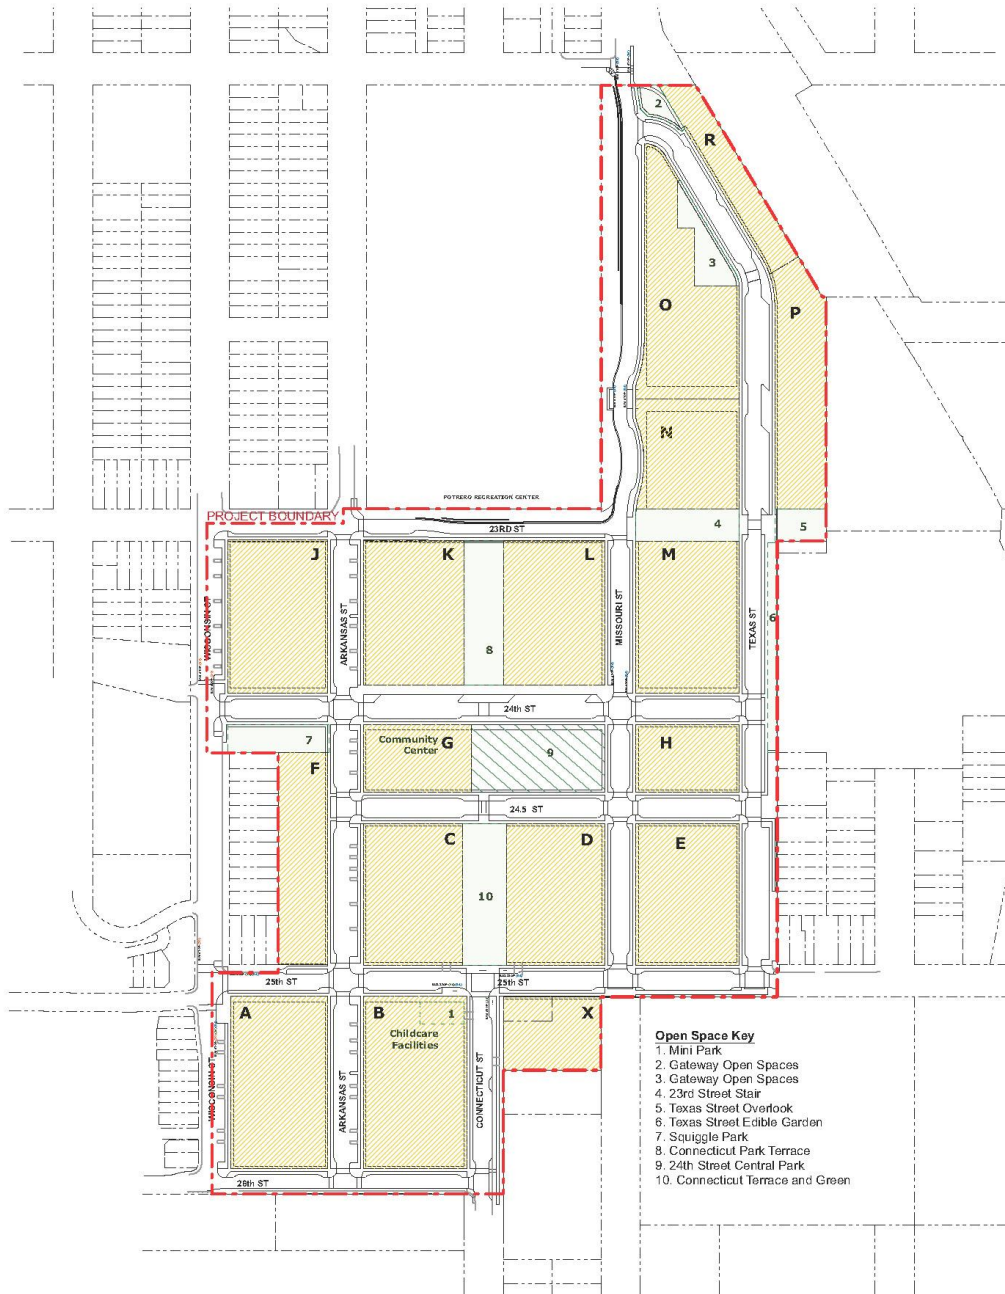 2
R
3
O
P
N
POTRERO RECREATION CENTER
PROJECT BOUNDARY
23RD ST
4
5
J
K
L
M
WISCONSIN ST
ARKANSAS ST
MISSOURI ST
TEXAS ST
6
8
24th ST
7
Community
Center
G
9
H
F
24.5 ST
C
D
E
10
25th ST
25th ST
A
B
1
X
Childcare
Facilities
WISCONSIN ST
ARKANSAS ST
CONNECTICUT ST
26th ST
Open Space Key
1. Mini Park
2. Gateway Open Spaces
3. Gateway Open Spaces
4. 23rd Street Stair
5. Texas Street Overlook
6. Texas Street Edible Garden
7. Squiggle Park
8. Connecticut Park Terrace
9. 24th Street Central Park
10. Connecticut Terrace and Green